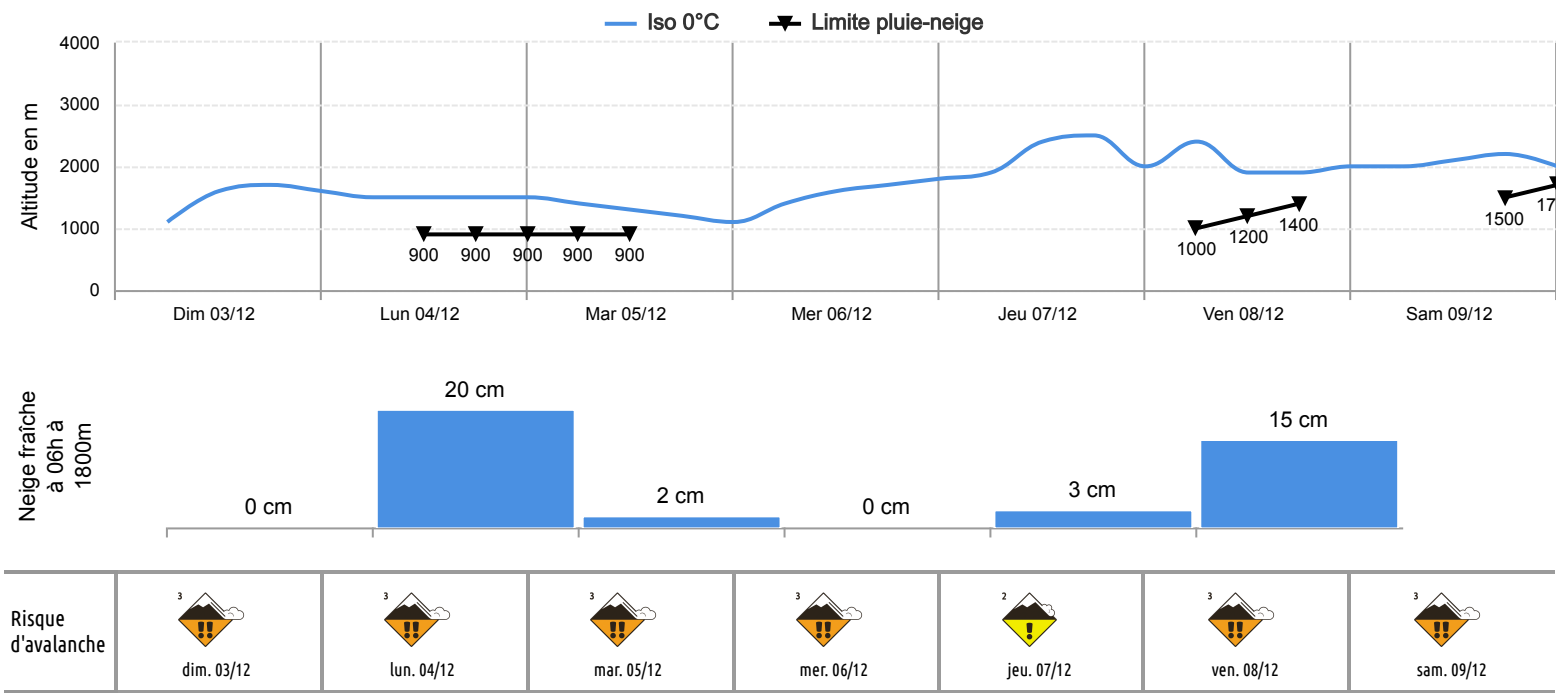 Iso 0°C Limite pluie-neige
Altitude en m
4000
3000
2000
1000
0
900 900 900 900 900
1000 1200 1400
1500 17
Dim 03/12 Lun 04/12 Mar 05/12 Mer 06/12 Jeu 07/12 Ven 08/12 Sam 09/12
Neige fraîche
à 06h à
1800m
0 cm 20 cm 2 cm 0 cm 3 cm 15 cm
Risque
d'avalanche
3 3 3 3 2 3 3
!! !! !! !! ! !! !!
dim. 03/12 lun. 04/12 mar. 05/12 mer. 06/12 jeu. 07/12 ven. 08/12 sam. 09/12